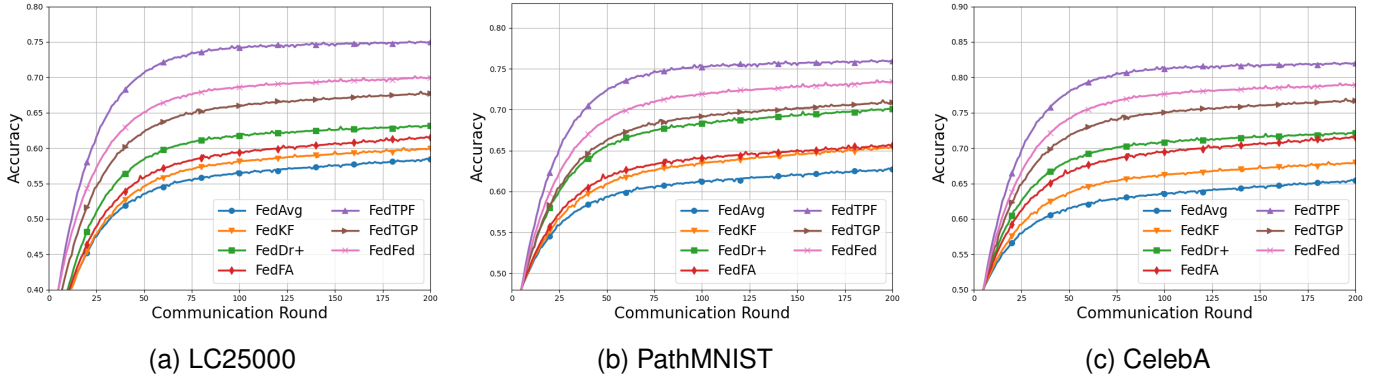 0.80
0.75
0.70
0.65
0.60
0.55
0.50
0.45
0.40
Accuracy
0 25 50 75 100 125 150 175 200
Communication Round
FedAvg
FedKF
FedDr+
FedFA
FedTPF
FedTGP
FedFed
(a) LC25000
0.80
0.75
0.70
0.65
0.60
0.55
0.50
Accuracy
0 25 50 75 100 125 150 175 200
Communication Round
FedAvg
FedKF
FedDr+
FedFA
FedTPF
FedTGP
FedFed
(b) PathMNIST
0.90
0.85
0.80
0.75
0.70
0.65
0.60
0.55
0.50
Accuracy
0 25 50 75 100 125 150 175 200
Communication Round
FedAvg
FedKF
FedDr+
FedFA
FedTPF
FedTGP
FedFed
(c) CelebA